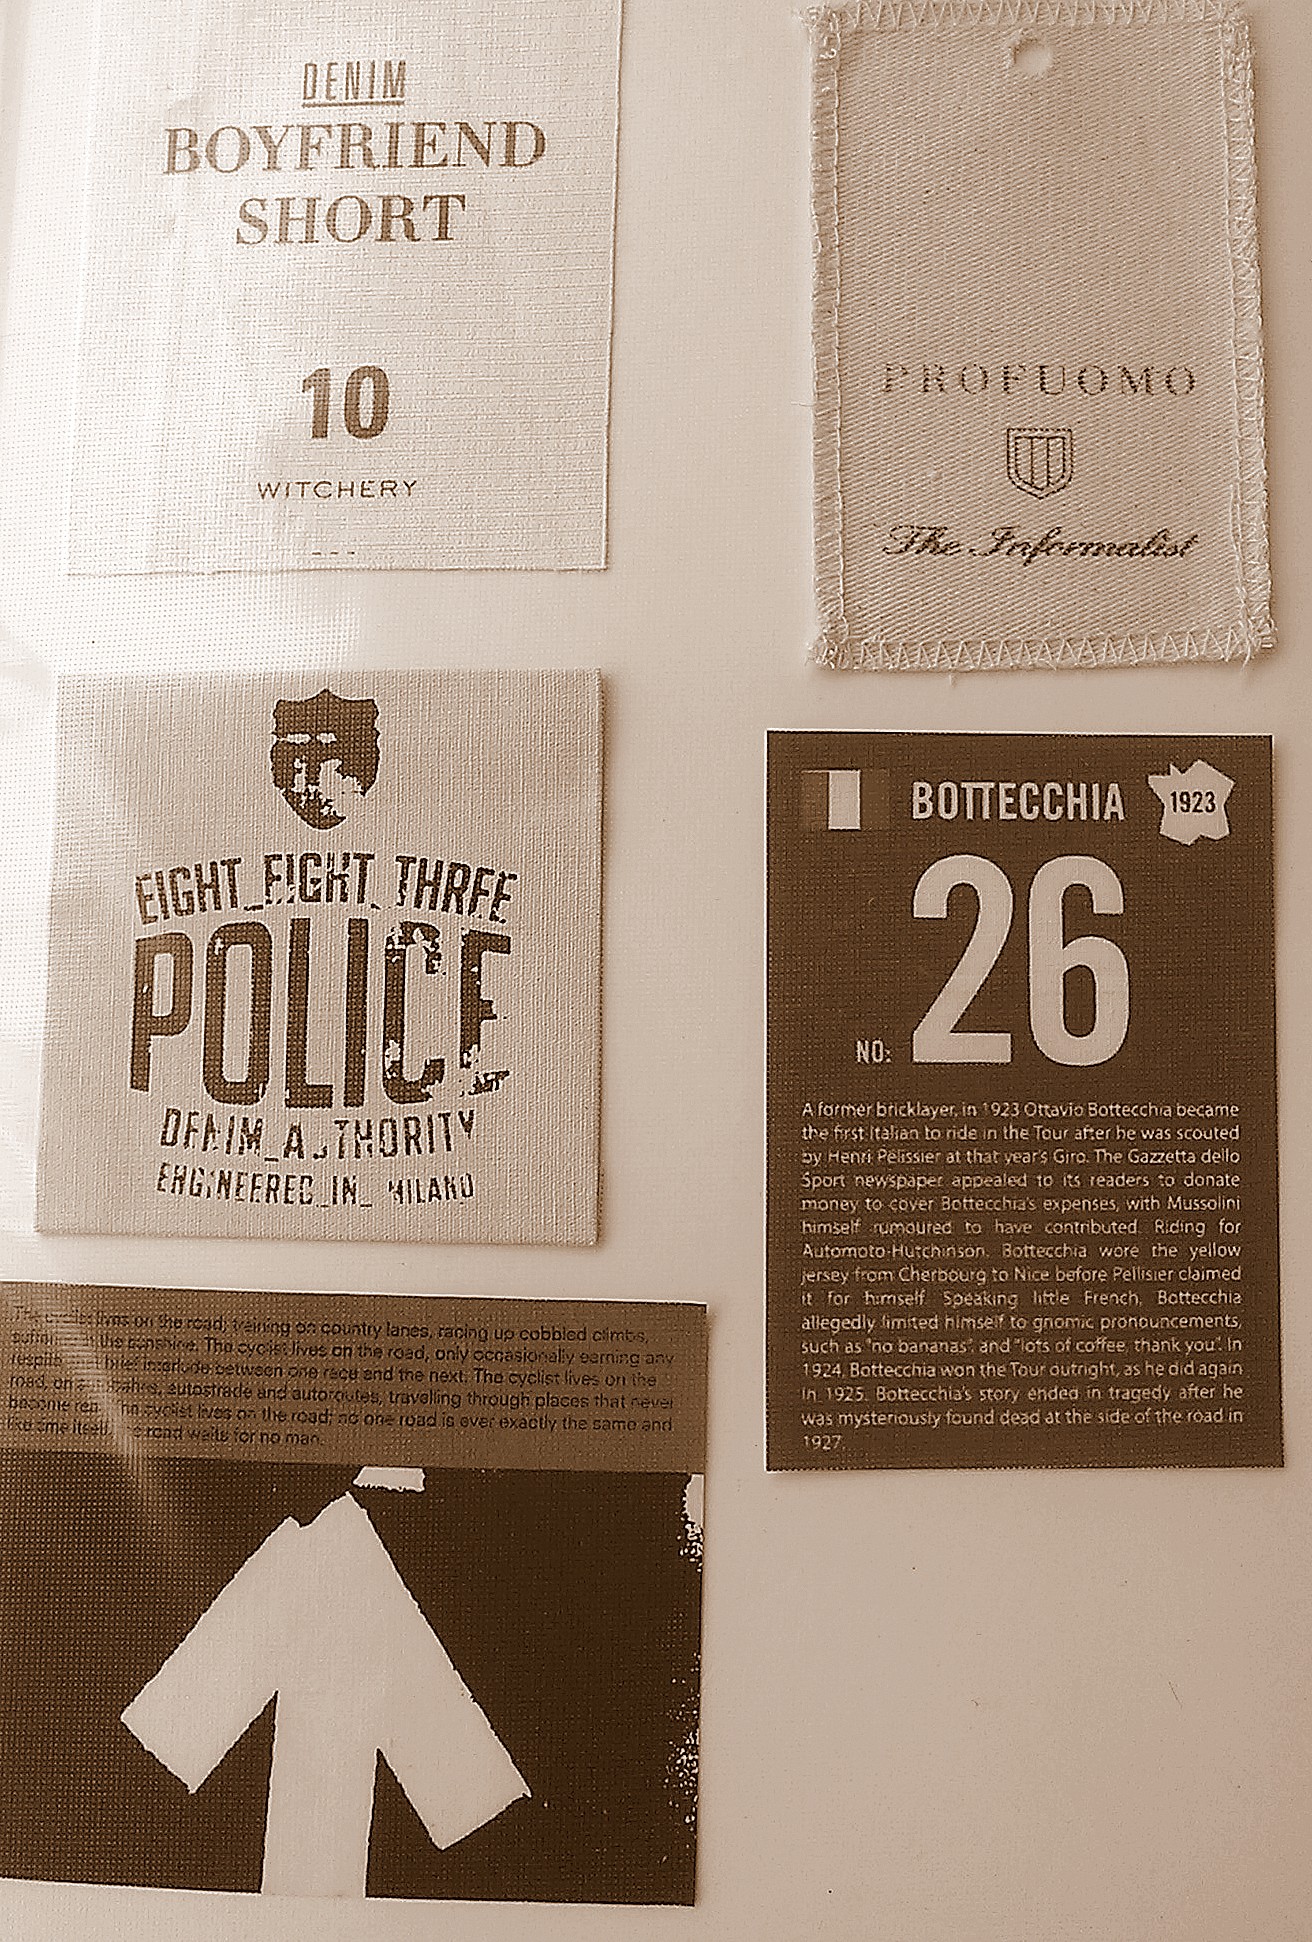 DENIM
BOYFRIEND
SHORT
10
WITCHERY
PROFUOMO
The Informalist
EIGHT_EIGHT_THREE
POLICE
DENIM_AUTHORITY
ENGINEERED_IN_MILANO
BOTTECCHIA
1923
NO: 26
A former bricklayer, in 1923 Ottavio Bottecchia became
the first Italian to ride in the Tour after he was scouted
by Henri Pelissier at that year's Giro. The Gazzetta dello
Sport newspaper appealed to its readers to donate
money to cover Bottecchia's expenses, with Mussolini
himself rumoured to have contributed. Riding for
Automoto-Hutchinson, Bottecchia wore the yellow
jersey from Cherbourg to Nice before Pellisier claimed
it for himself. Speaking little French, Bottecchia
allegedly limited himself to gnomic pronouncements,
such as "no bananas", and "lots of coffee, thank you". In
1924, Bottecchia won the Tour outright, as he did again
in 1925. Bottecchia's story ended in tragedy after he
was mysteriously found dead at the side of the road in
1927.
The cyclist lives on the road; training on country lanes, racing up cobbled climbs,
the sunshine. The cyclist lives on the road, only occasionally earning any
brief interlude between one race and the next. The cyclist lives on the
road, on autostrade and autoroutes, travelling through places that never
become The cyclist lives on the road; no one road is ever exactly the same and
like time itself, road waits for no man.